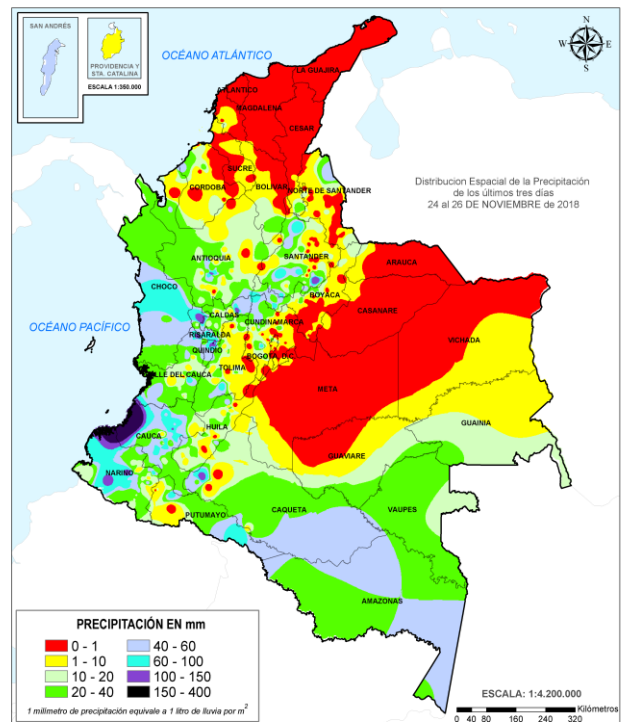 SAN ANDRÉS
PROVIDENCIA Y
STA. CATALINA
ESCALA 1:350.000
OCÉANO ATLÁNTICO
N
W
E
S
LA GUAJIRA
ATLANTICO
MAGDALENA
CESAR
SUCRE
CORDOBA
BOLIVAR
NORTE DE SANTANDER
Distribucion Espacial de la Precipitación
de los últimos tres días
24 al 26 DE NOVIEMBRE de 2018
ANTIOQUIA
SANTANDER
ARAUCA
CHOCO
BOYACA
CASANARE
OCÉANO PACÍFICO
CALDAS
CUNDINAMARCA
RISARALDA
VICHADA
QUINDIO
BOGOTA, D.C.
VALLE DEL CAUCA
TOLIMA
META
GUAINIA
HUILA
CAUCA
GUAVIARE
NARIÑO
PUTUMAYO
CAQUETA
VAUPES
AMAZONAS
PRECIPITACIÓN EN mm
0 - 1
1 - 10
10 - 20
20 - 40
40 - 60
60 - 100
100 - 150
150 - 400
1 milimetro de precipitación equivale a 1 litro de lluvia por m2
ESCALA: 1:4.200.000
Kilómetros
0 40 80 160 240 320